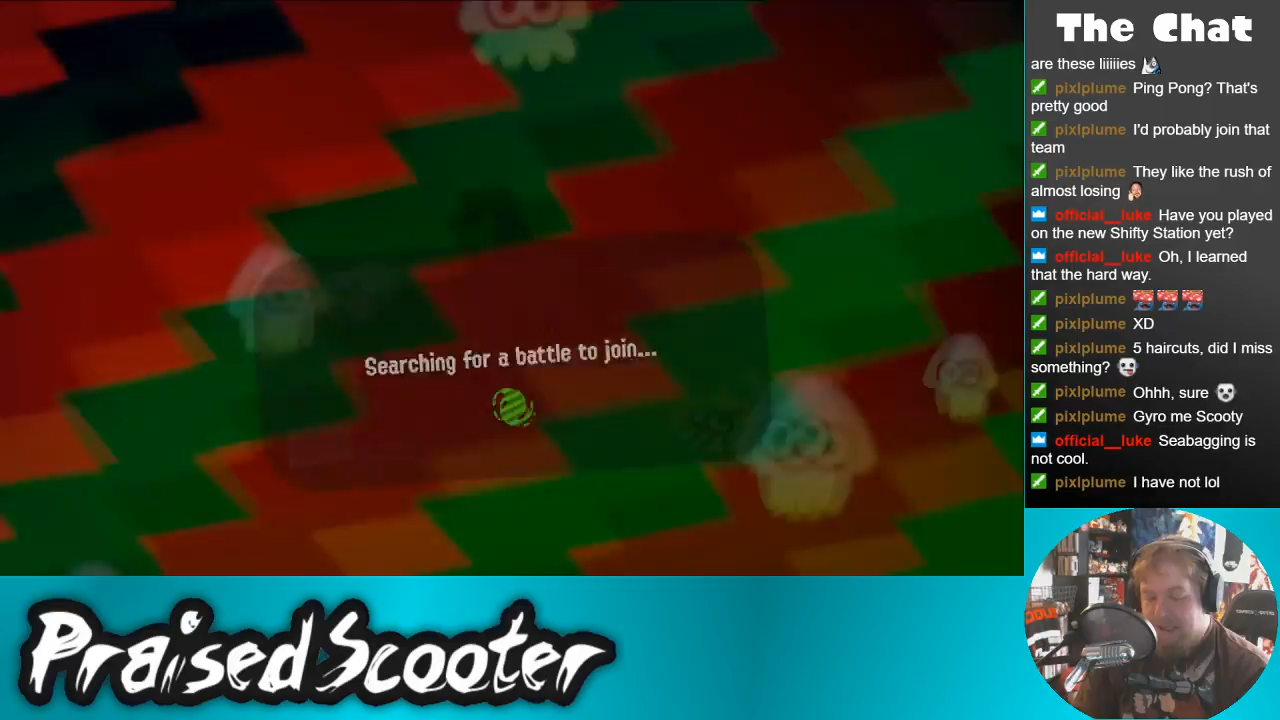 Searching for a battle to join...
The Chat
are these liiiiies
pixlplume Ping Pong? That's
pretty good
pixlplume I'd probably join that
team
pixlplume They like the rush of
almost losing
official__luke Have you played
on the new Shifty Station yet?
official__luke Oh, I learned
that the hard way.
pixlplume
pixlplume XD
pixlplume 5 haircuts, did I miss
something?
pixlplume Ohhh, sure
pixlplume Gyro me Scooty
official__luke Seabagging is
not cool.
pixlplume I have not lol
PraisedScooter